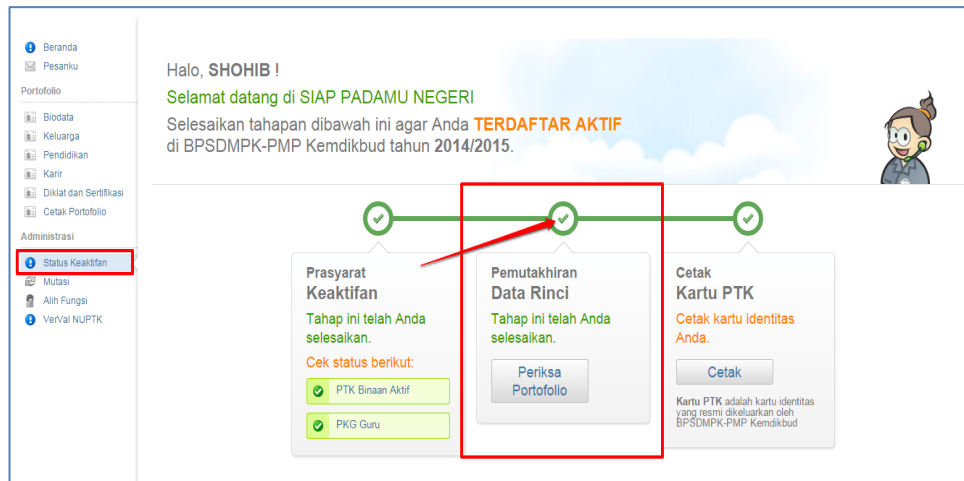 Beranda
Pesanku
Portofolio
Biodata
Keluarga
Pendidikan
Karir
Diklat dan Sertifikasi
Cetak Portofolio
Administrasi
Status Keaktifan
Mutasi
Alih Fungsi
VerVal NUPTK
Halo, SHOHIB !
Selamat datang di SIAP PADAMU NEGERI
Selesaikan tahapan dibawah ini agar Anda TERDAFTAR AKTIF
di BPSDMPK-PMP Kemdikbud tahun 2014/2015.
Prasyarat
Keaktifan
Tahap ini telah Anda
selesaikan.
Cek status berikut:
PTK Binaan Aktif
PKG Guru
Pemutakhiran
Data Rinci
Tahap ini telah Anda
selesaikan.
Periksa
Portofolio
Cetak
Kartu PTK
Cetak kartu identitas
Anda.
Cetak
Kartu PTK adalah kartu identitas
yang resmi dikeluarkan oleh
BPSDMPK-PMP Kemdikbud